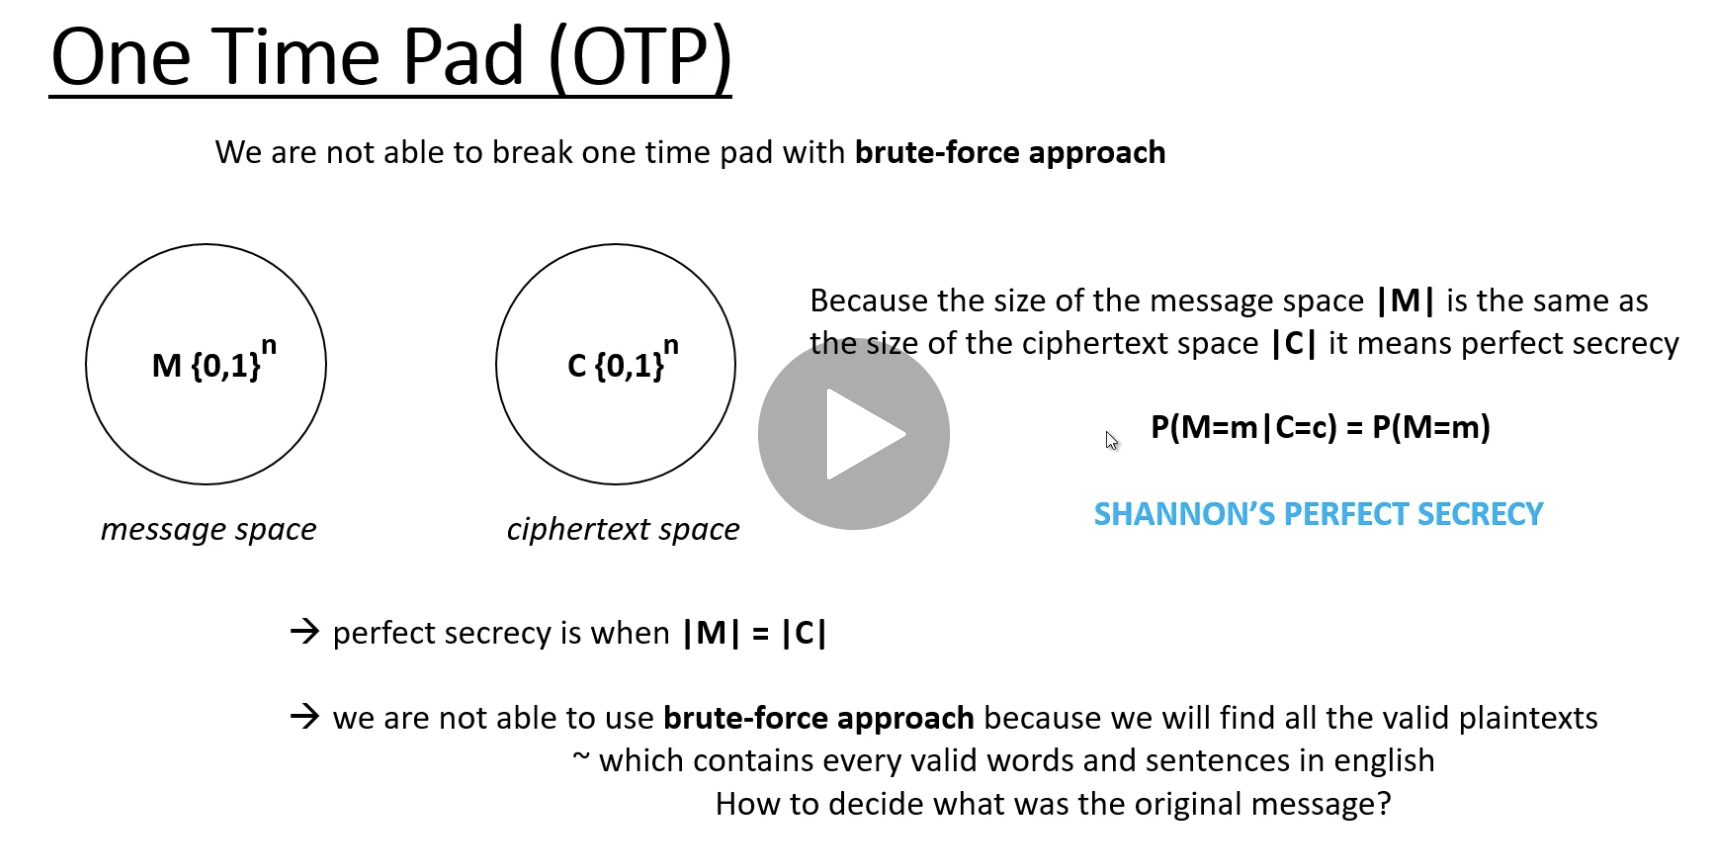 One Time Pad (OTP)
We are not able to break one time pad with brute-force approach
M {0,1}^n
C {0,1}^n
message space
ciphertext space
Because the size of the message space |M| is the same as
the size of the ciphertext space |C| it means perfect secrecy
P(M=m|C=c) = P(M=m)
SHANNON'S PERFECT SECRECY
→ perfect secrecy is when |M| = |C|
→ we are not able to use brute-force approach because we will find all the valid plaintexts
~ which contains every valid words and sentences in english
How to decide what was the original message?